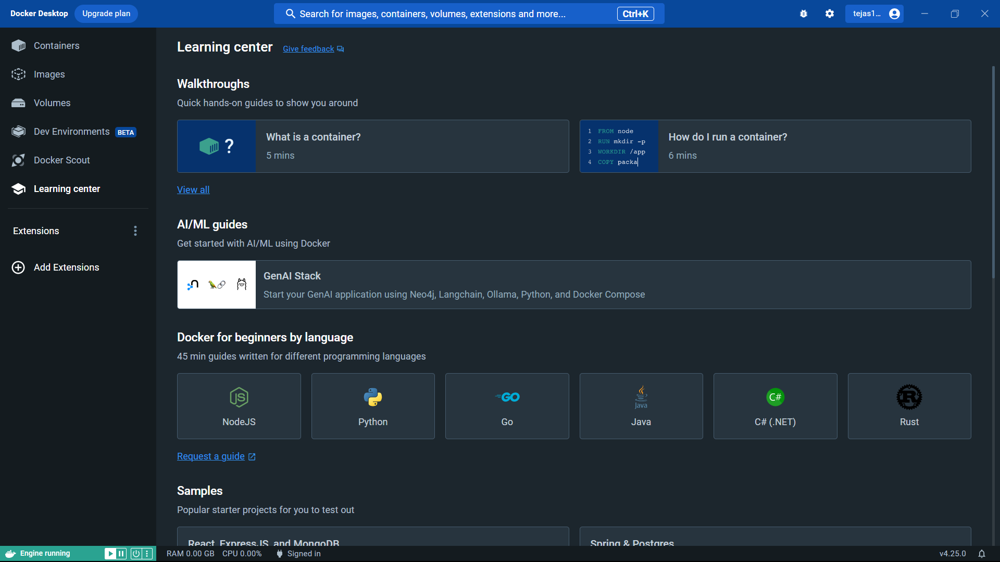 Docker Desktop
Upgrade plan
Search for images, containers, volumes, extensions and more...
Ctrl+K
tejas1...
Containers
Images
Volumes
Dev Environments BETA
Docker Scout
Learning center
Extensions
Add Extensions
Learning center
Give feedback
Walkthroughs
Quick hands-on guides to show you around
?
What is a container?
5 mins
1 FROM node
2 RUN mkdir -p
3 WORKDIR /app
4 COPY packa
How do I run a container?
6 mins
View all
AI/ML guides
Get started with AI/ML using Docker
GenAI Stack
Start your GenAI application using Neo4j, Langchain, Ollama, Python, and Docker Compose
Docker for beginners by language
45 min guides written for different programming languages
JS
NodeJS
Python
GO
Go
Java
Java
C#
C# (.NET)
R
Rust
Request a guide
Samples
Popular starter projects for you to test out
React, ExpressJS, and MongoDB
Spring & Postgres
Engine running
RAM 0.00 GB CPU 0.00% Signed in
v4.25.0